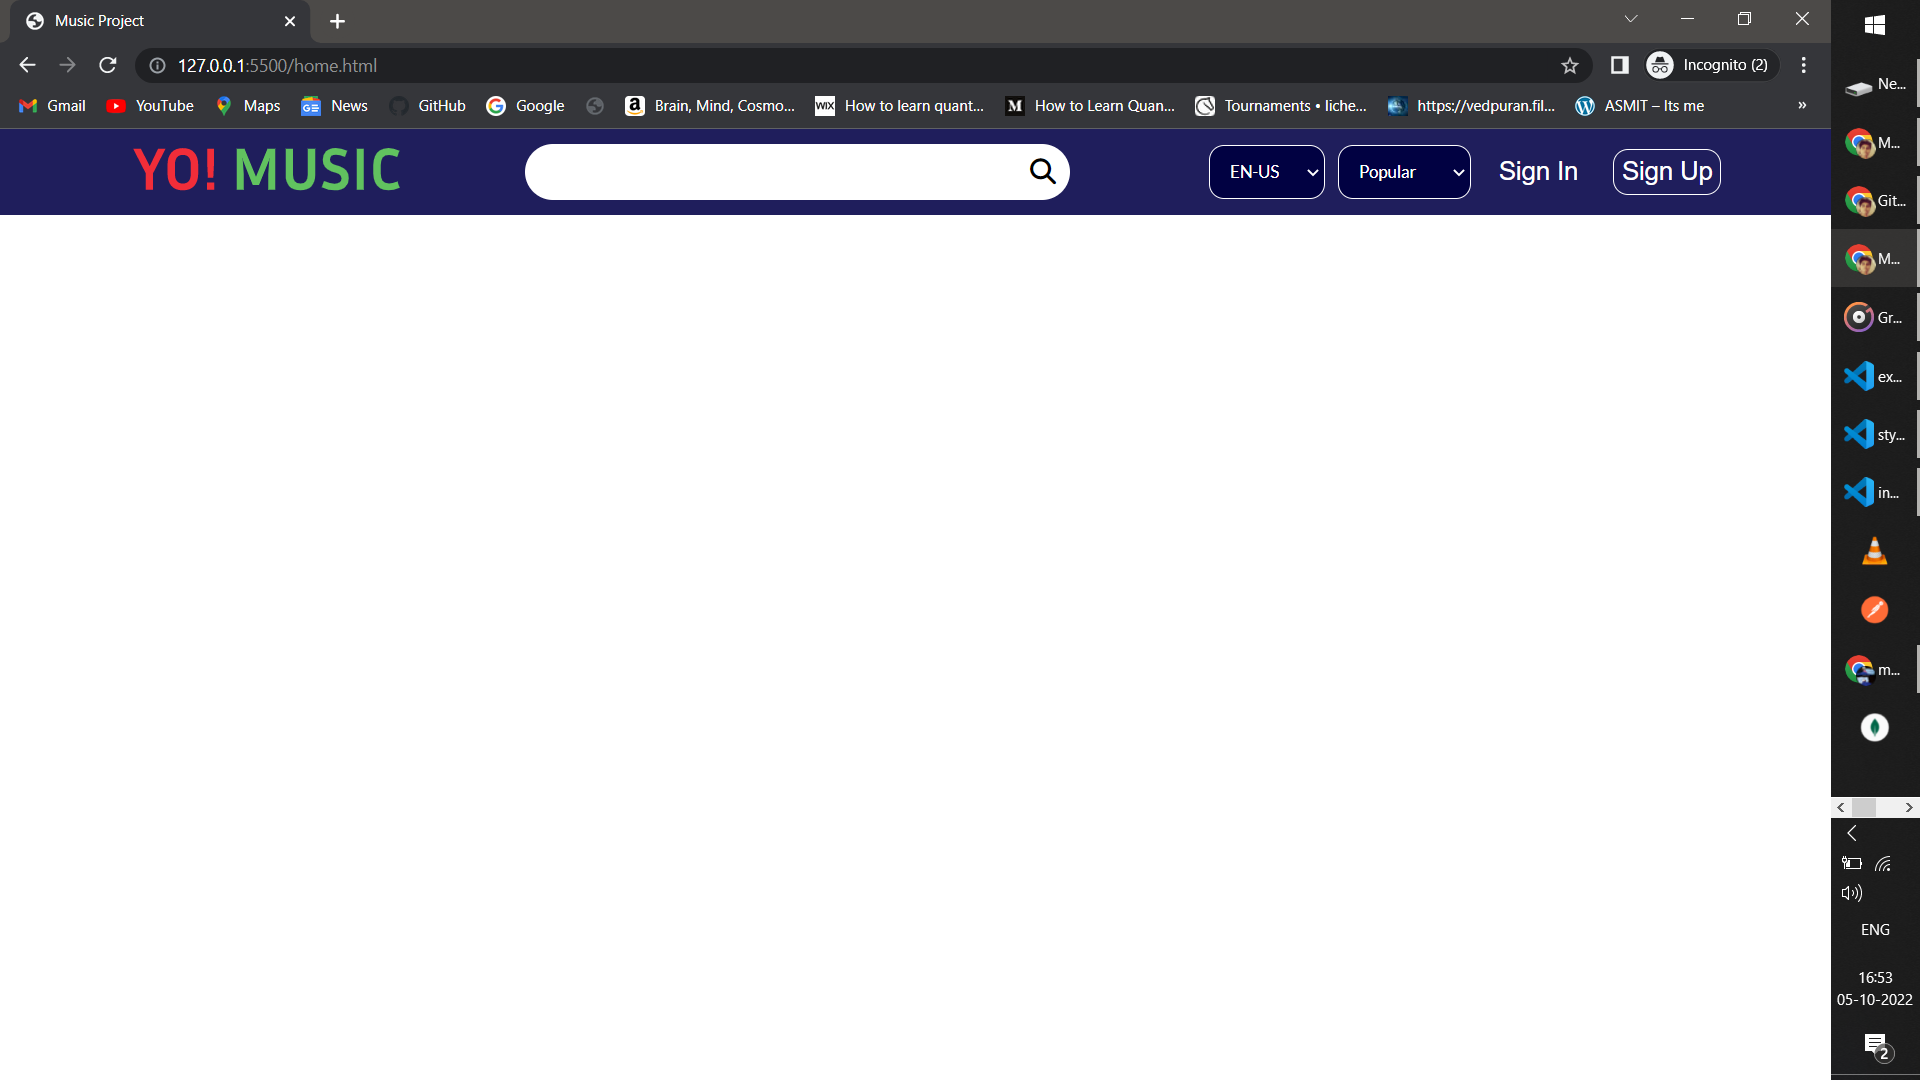 Music Project
127.0.0.1:5500/home.html
Incognito (2)
Gmail YouTube Maps News GitHub Google Brain, Mind, Cosmo... How to learn quant... How to Learn Quan... Tournaments • liche... https://vedpuran.fil... ASMIT – Its me »
YO! MUSIC EN-US Popular Sign In Sign Up
Ne...
M...
Git...
M...
Gr...
ex...
sty...
in...
m...
ENG
16:53
05-10-2022
2